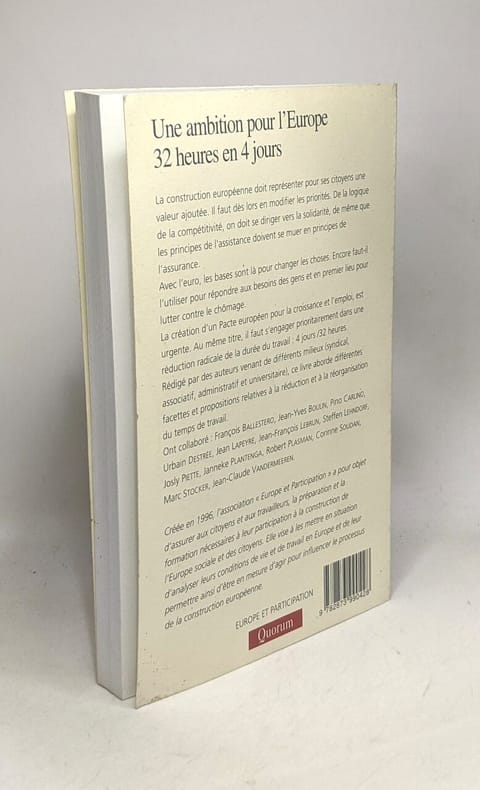 Une ambition pour l'Europe
32 heures en 4 jours
La construction européenne doit représenter pour ses citoyens une
valeur ajoutée. Il faut dès lors en modifier les priorités. De la logique
de la compétitivité, on doit se diriger vers la solidarité, de même que
les principes de l'assistance doivent se muer en principes de
l'assurance.
Avec l'euro, les bases sont là pour changer les choses. Encore faut-il
l'utiliser pour répondre aux besoins des gens et en premier lieu pour
lutter contre le chômage.
La création d'un Pacte européen pour la croissance et l'emploi, est
urgente. Au même titre, il faut s'engager prioritairement dans une
réduction radicale de la durée du travail : 4 jours /32 heures.
Rédigé par des auteurs venant de différents milieux (syndical,
associatif, administratif et universitaire), ce livre aborde différentes
facettes et propositions relatives à la réduction et à la réorganisation
du temps de travail.
Ont collaboré : François BALLESTERO, Jean-Yves BOULIN, Pino CARLINO,
Urbain DESTREE, Jean LAPEYRE, Jean-François LEBRUN, Steffen LEHNDORF,
Josly PIETTE, Janneke PLANTENGA, Robert PLASMAN, Corinne SOUDAN,
Marc STOCKER, Jean-Claude VANDERMEEREN.
Créée en 1996, l'association « Europe et Participation » a pour objet
d'assurer aux citoyens et aux travailleurs, la préparation et la
formation nécessaires à leur participation à la construction de
l'Europe sociale et des citoyens. Elle vise à les mettre en situation
d'analyser leurs conditions de vie et de travail en Europe et de leur
permettre ainsi d'être en mesure d'agir pour influencer le processus
de la construction européenne.
EUROPE ET PARTICIPATION
Quorum
9 782873 990428